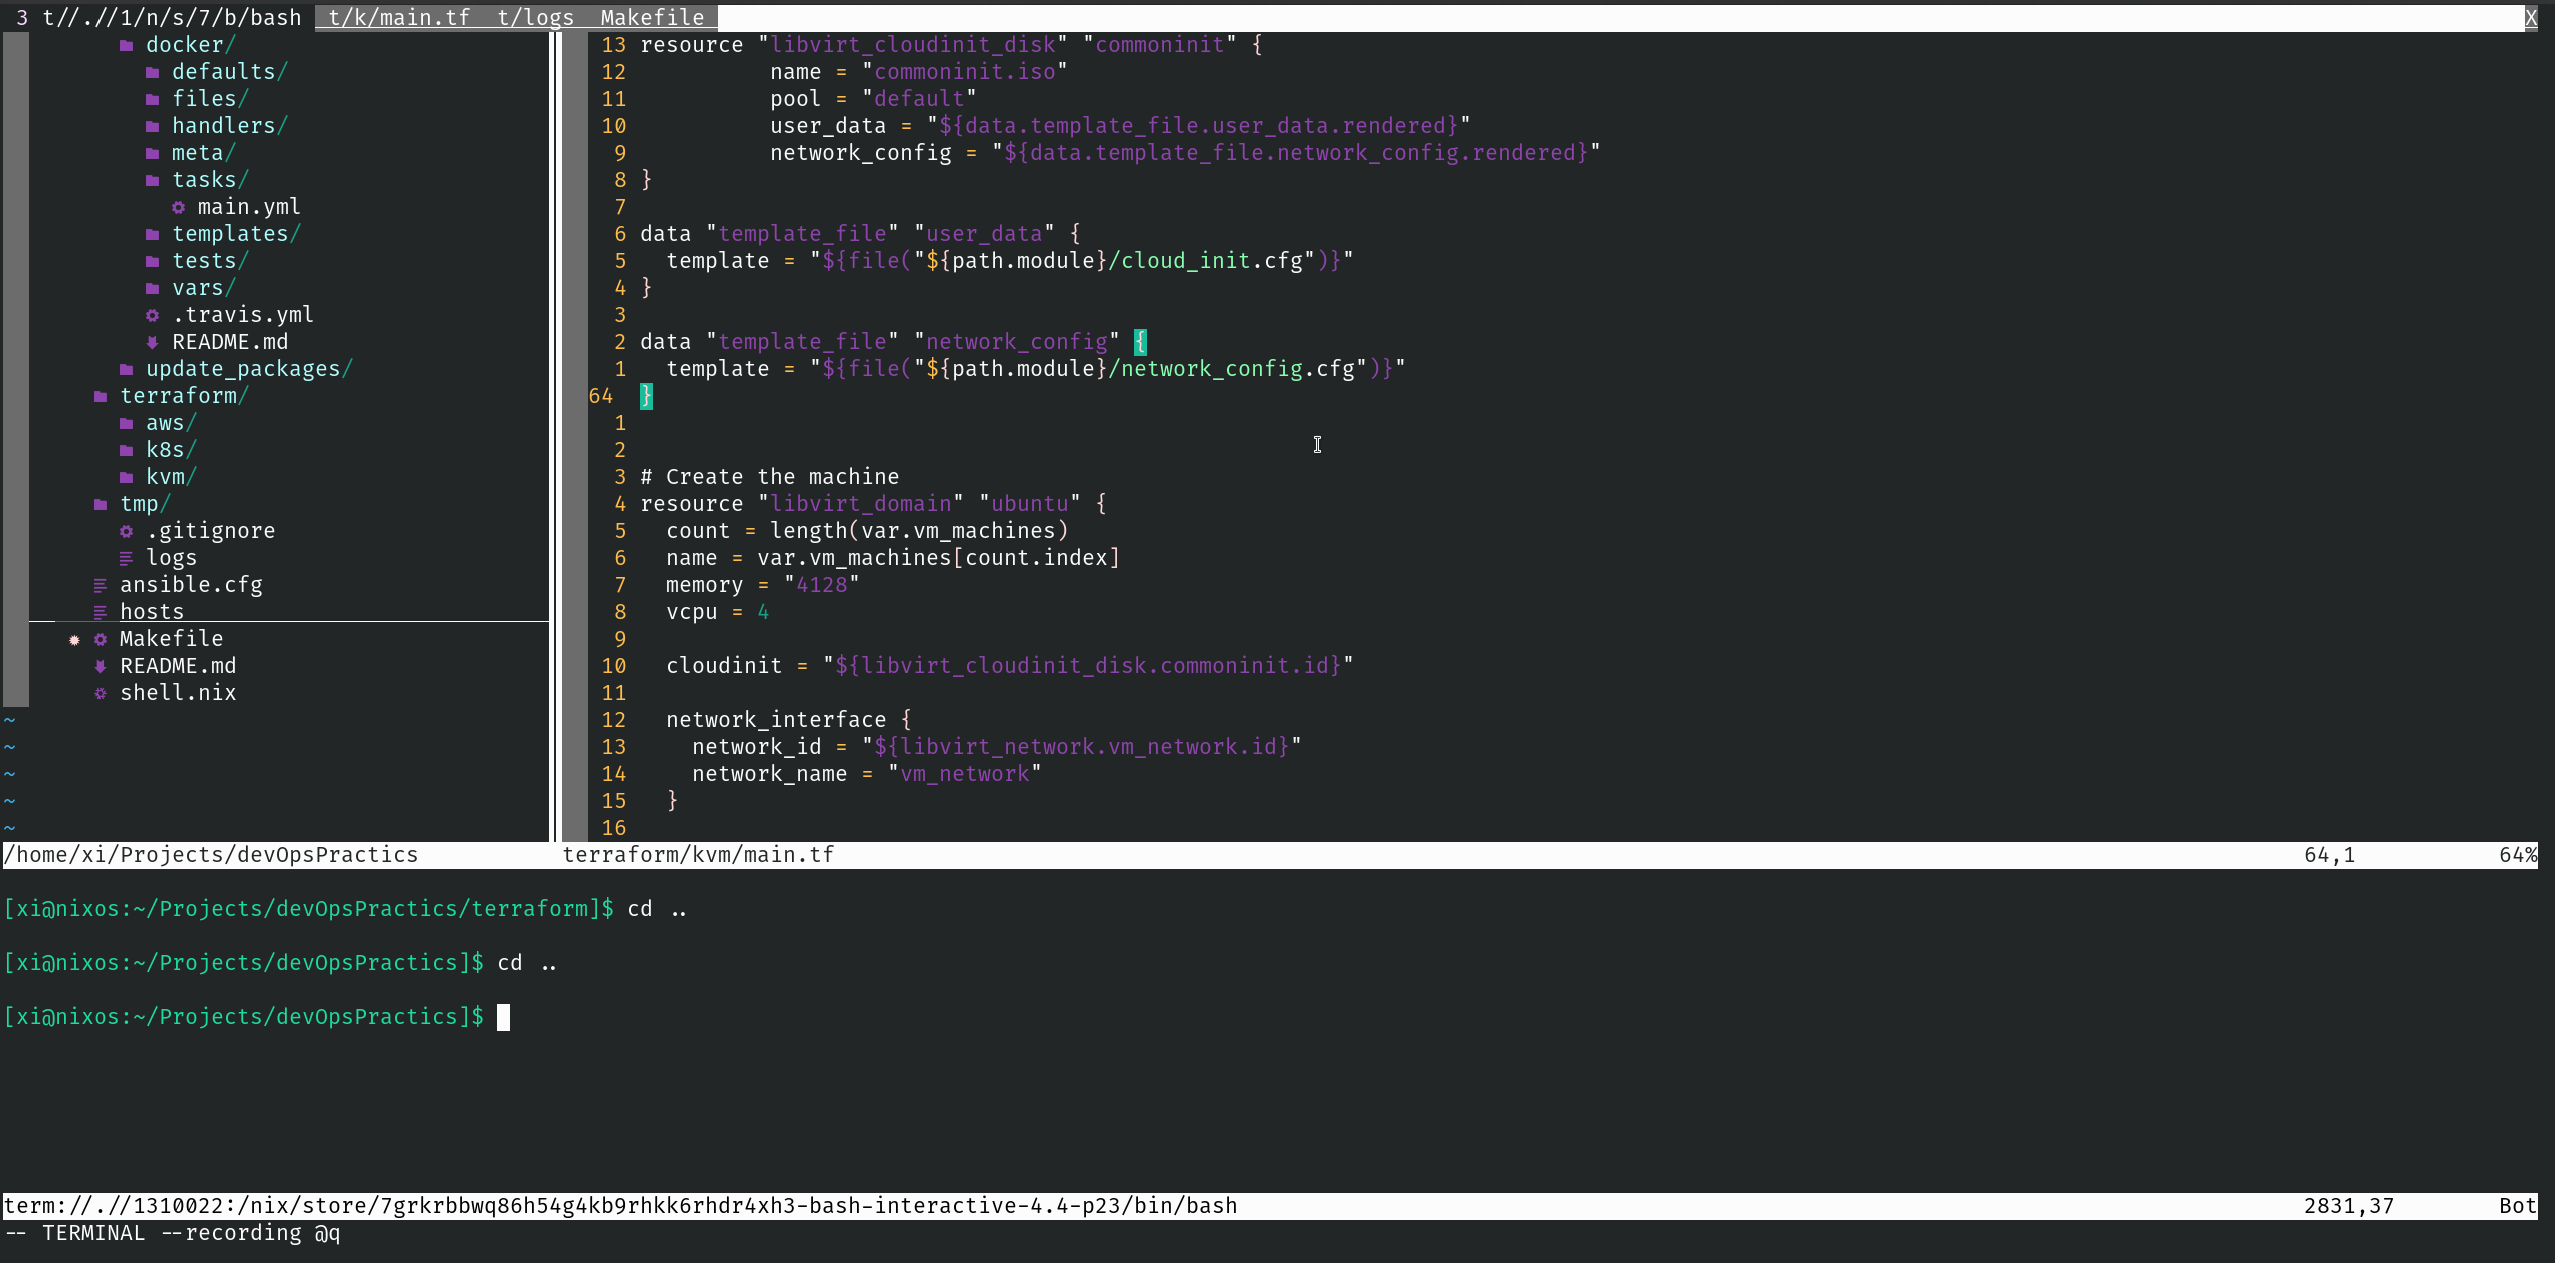 3 t//.//1/n/s/7/b/bash  t/k/main.tf  t/logs  Makefile  X
docker/
defaults/
files/
handlers/
meta/
tasks/
main.yml
templates/
tests/
vars/
.travis.yml
README.md
update_packages/
terraform/
aws/
k8s/
kvm/
tmp/
.gitignore
logs
ansible.cfg
hosts
Makefile
README.md
shell.nix
~
~
~
~
~
/home/xi/Projects/devOpsPractics
13 resource "libvirt_cloudinit_disk" "commoninit" {
12           name = "commoninit.iso"
11           pool = "default"
10           user_data = "${data.template_file.user_data.rendered}"
9           network_config = "${data.template_file.network_config.rendered}"
8 }
7
6 data "template_file" "user_data" {
5   template = "${file("${path.module}/cloud_init.cfg")}"
4 }
3
2 data "template_file" "network_config" {
1   template = "${file("${path.module}/network_config.cfg")}"
64 }
1
2
3 # Create the machine
4 resource "libvirt_domain" "ubuntu" {
5   count = length(var.vm_machines)
6   name = var.vm_machines[count.index]
7   memory = "4128"
8   vcpu = 4
9
10   cloudinit = "${libvirt_cloudinit_disk.commoninit.id}"
11
12   network_interface {
13     network_id = "${libvirt_network.vm_network.id}"
14     network_name = "vm_network"
15   }
16
terraform/kvm/main.tf  64,1  64%
[xi@nixos:~/Projects/devOpsPractics/terraform]$ cd ..
[xi@nixos:~/Projects/devOpsPractics]$ cd ..
[xi@nixos:~/Projects/devOpsPractics]$
term://.//1310022:/nix/store/7grkrbbwq86h54g4kb9rhkk6rhdr4xh3-bash-interactive-4.4-p23/bin/bash  2831,37  Bot
-- TERMINAL --recording @q